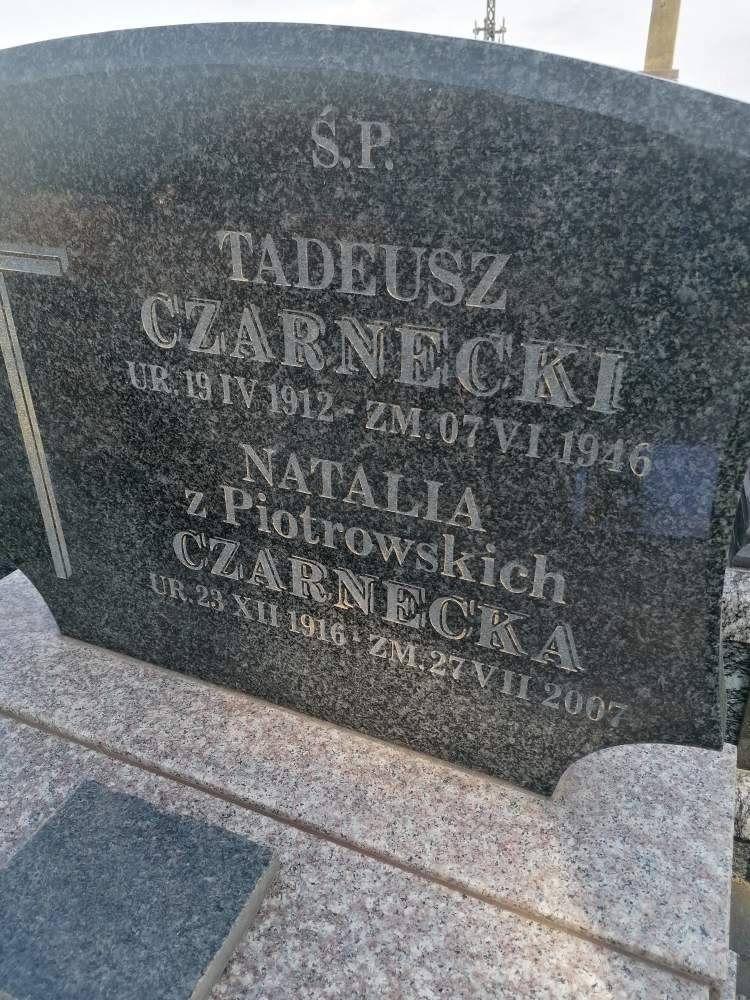 Ś.P.
TADEUSZ
CZARNECKI
UR. 19 IV 1912 - ZM. 07 VI 1946
NATALIA
z Piotrowskich
CZARNECKA
UR. 23 XII 1916 - ZM. 27 VII 2007